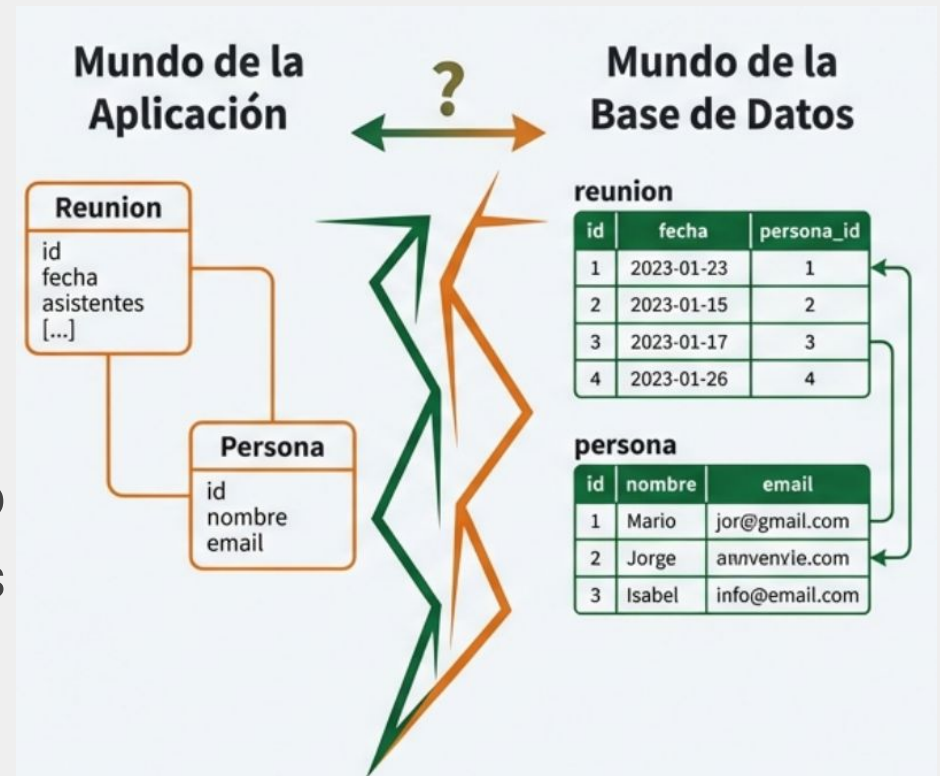 Mundo de la
Aplicación
?
Mundo de la
Base de Datos
Reunion
id
fecha
asistentes
[...]
Persona
id
nombre
email
reunion
id fecha persona_id
1 2023-01-23 1
2 2023-01-15 2
3 2023-01-17 3
4 2023-01-26 4
persona
id nombre email
1 Mario jor@gmail.com
2 Jorge
3 Isabel info@email.com